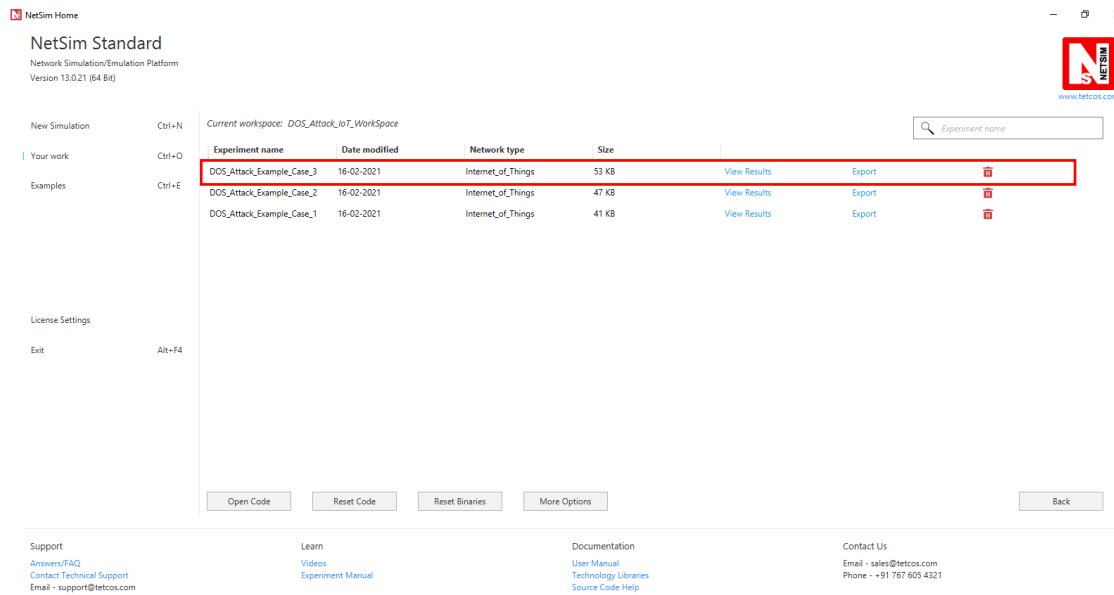 NetSim Home
NetSim Standard
Network Simulation/Emulation Platform
Version 13.0.21 (64 Bit)
N
S
NETSIM
www.tetcos.com
New Simulation Ctrl+N
Your work Ctrl+O
Examples Ctrl+E
License Settings
Exit Alt+F4
Current workspace: DOS_Attack_IoT_WorkSpace
Experiment name
Experiment name Date modified Network type Size
DOS_Attack_Example_Case_3 16-02-2021 Internet_of_Things 53 KB View Results Export
DOS_Attack_Example_Case_2 16-02-2021 Internet_of_Things 47 KB View Results Export
DOS_Attack_Example_Case_1 16-02-2021 Internet_of_Things 41 KB View Results Export
Open Code Reset Code Reset Binaries More Options Back
Support Learn Documentation Contact Us
Answers/FAQ Videos User Manual Email - sales@tetcos.com
Contact Technical Support Experiment Manual Technology Libraries Phone - +91 767 605 4321
Email - support@tetcos.com Source Code Help